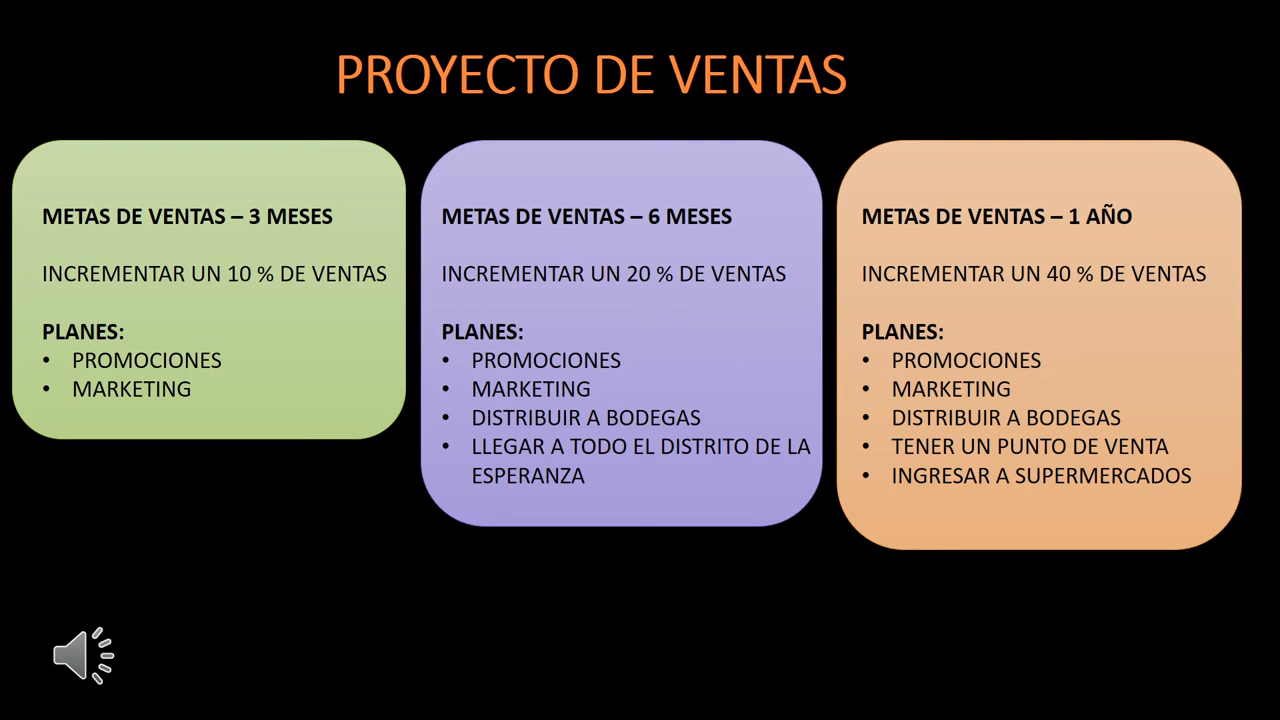 PROYECTO DE VENTAS
METAS DE VENTAS – 3 MESES
INCREMENTAR UN 10 % DE VENTAS
PLANES:
• PROMOCIONES
• MARKETING
METAS DE VENTAS – 6 MESES
INCREMENTAR UN 20 % DE VENTAS
PLANES:
• PROMOCIONES
• MARKETING
• DISTRIBUIR A BODEGAS
• LLEGAR A TODO EL DISTRITO DE LA
ESPERANZA
METAS DE VENTAS – 1 AÑO
INCREMENTAR UN 40 % DE VENTAS
PLANES:
• PROMOCIONES
• MARKETING
• DISTRIBUIR A BODEGAS
• TENER UN PUNTO DE VENTA
• INGRESAR A SUPERMERCADOS